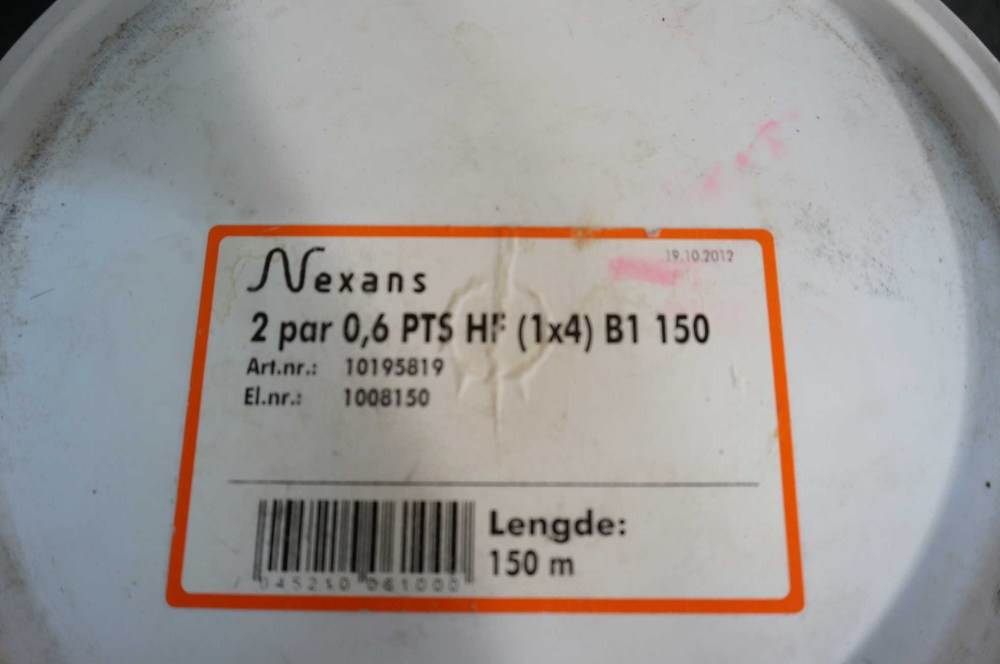 19.10.2012
Nexans
2 par 0,6 PTS HF (1x4) B1 150
Art.nr.: 10195819
El.nr.: 1008150
Lengde:
150 m